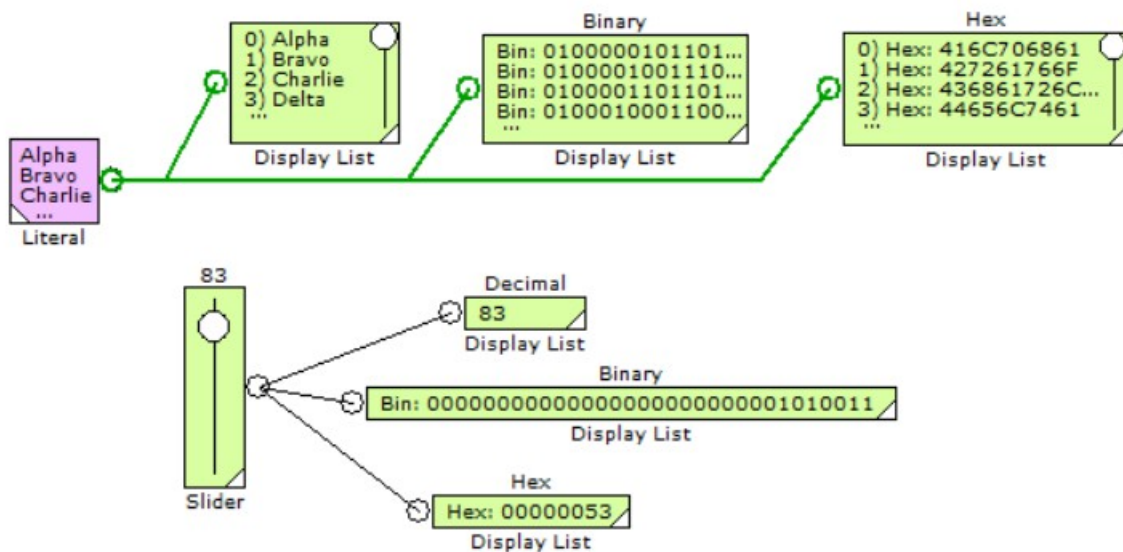 Binary
Hex
0) Alpha
1) Bravo
2) Charlie
3) Delta
...
Display List
Bin: 0100000101101...
Bin: 0100001001110...
Bin: 0100001101101...
Bin: 0100010001100...
...
Display List
0) Hex: 416C706861
1) Hex: 427261766F
2) Hex: 436861726C...
3) Hex: 44656C7461
...
Display List
Alpha
Bravo
Charlie
...
Literal
83
Slider
Decimal
83
Display List
Binary
Bin: 00000000000000000000000001010011
Display List
Hex
Hex: 00000053
Display List